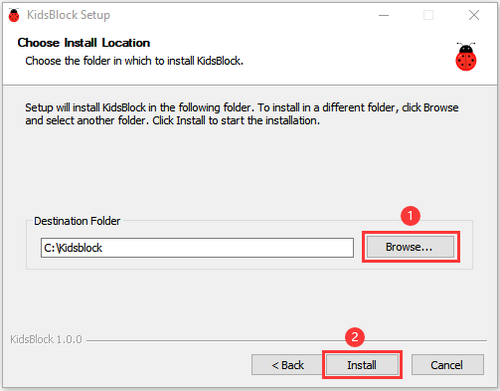 KidsBlock Setup
Choose Install Location
Choose the folder in which to install KidsBlock.
Setup will install KidsBlock in the following folder. To install in a different folder, click Browse
and select another folder. Click Install to start the installation.
1
Destination Folder
C:\Kidsblock
Browse...
KidsBlock 1.0.0
2
< Back
Install
Cancel